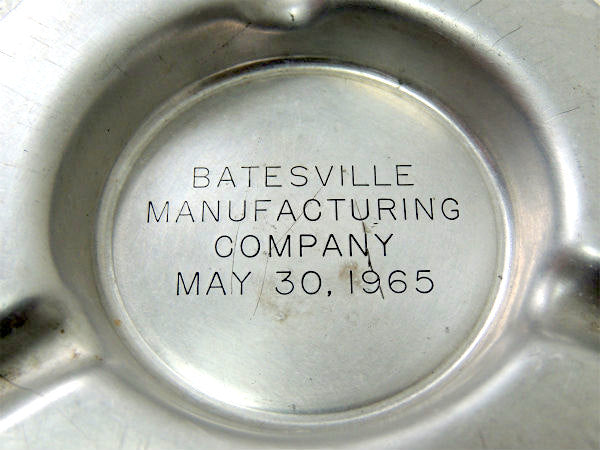 BATESVILLE
MANUFACTURING
COMPANY
MAY 30, 1965